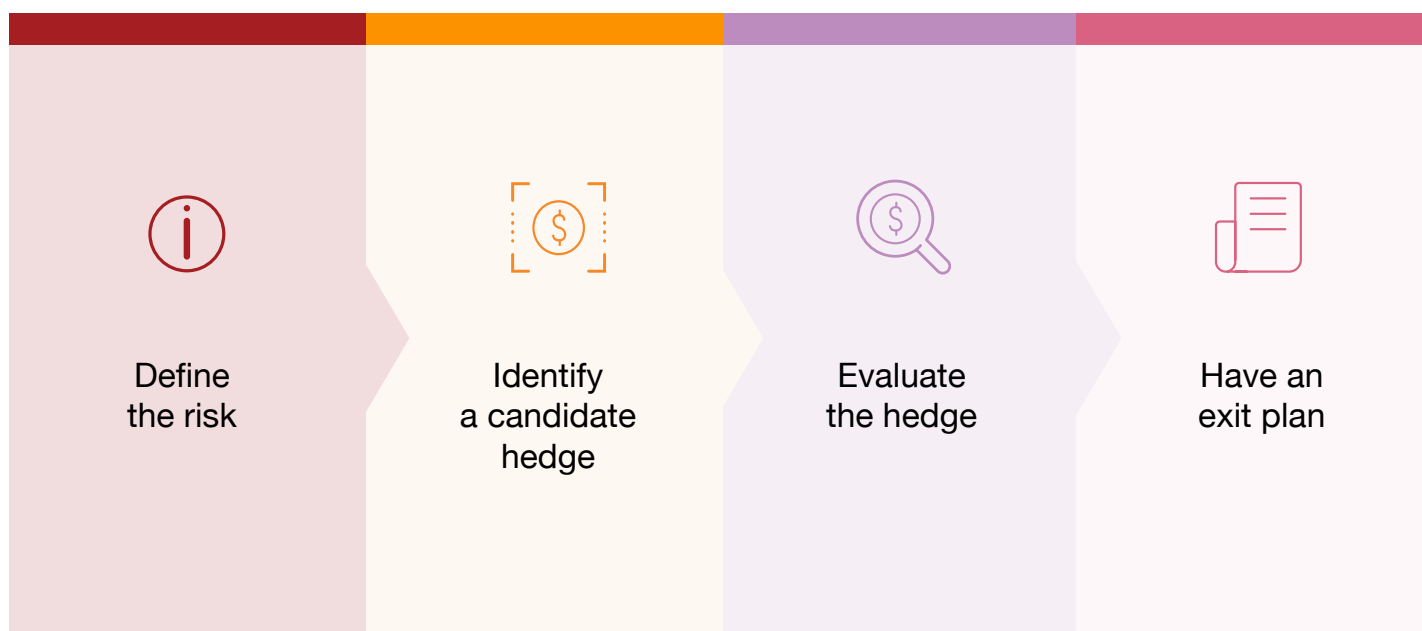 Define
the risk
Identify
a candidate
hedge
Evaluate
the hedge
Have an
exit plan